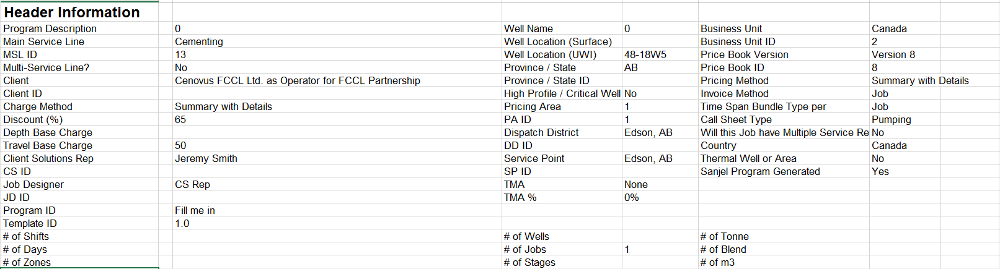 Header Information
Program Description 0 Well Name 0 Business Unit Canada
Main Service Line Cementing Well Location (Surface) Business Unit ID 2
MSL ID 13 Well Location (UWI) 48-18W5 Price Book Version Version 8
Multi-Service Line? No Province / State AB Price Book ID 8
Client Cenovus FCCL Ltd. as Operator for FCCL Partnership Province / State ID Pricing Method Summary with Details
Client ID High Profile / Critical Well No Invoice Method Job
Charge Method Summary with Details Pricing Area 1 Time Span Bundle Type per Job
Discount (%) 65 PA ID 1 Call Sheet Type Pumping
Depth Base Charge Dispatch District Edson, AB Will this Job have Multiple Service Re No
Travel Base Charge 50 DD ID Country Canada
Client Solutions Rep Jeremy Smith Service Point Edson, AB Thermal Well or Area No
CS ID SP ID Sanjel Program Generated Yes
Job Designer CS Rep TMA None
JD ID TMA % 0%
Program ID Fill me in
Template ID 1.0
# of Shifts # of Wells # of Tonne
# of Days # of Jobs 1 # of Blend
# of Zones # of Stages # of m3